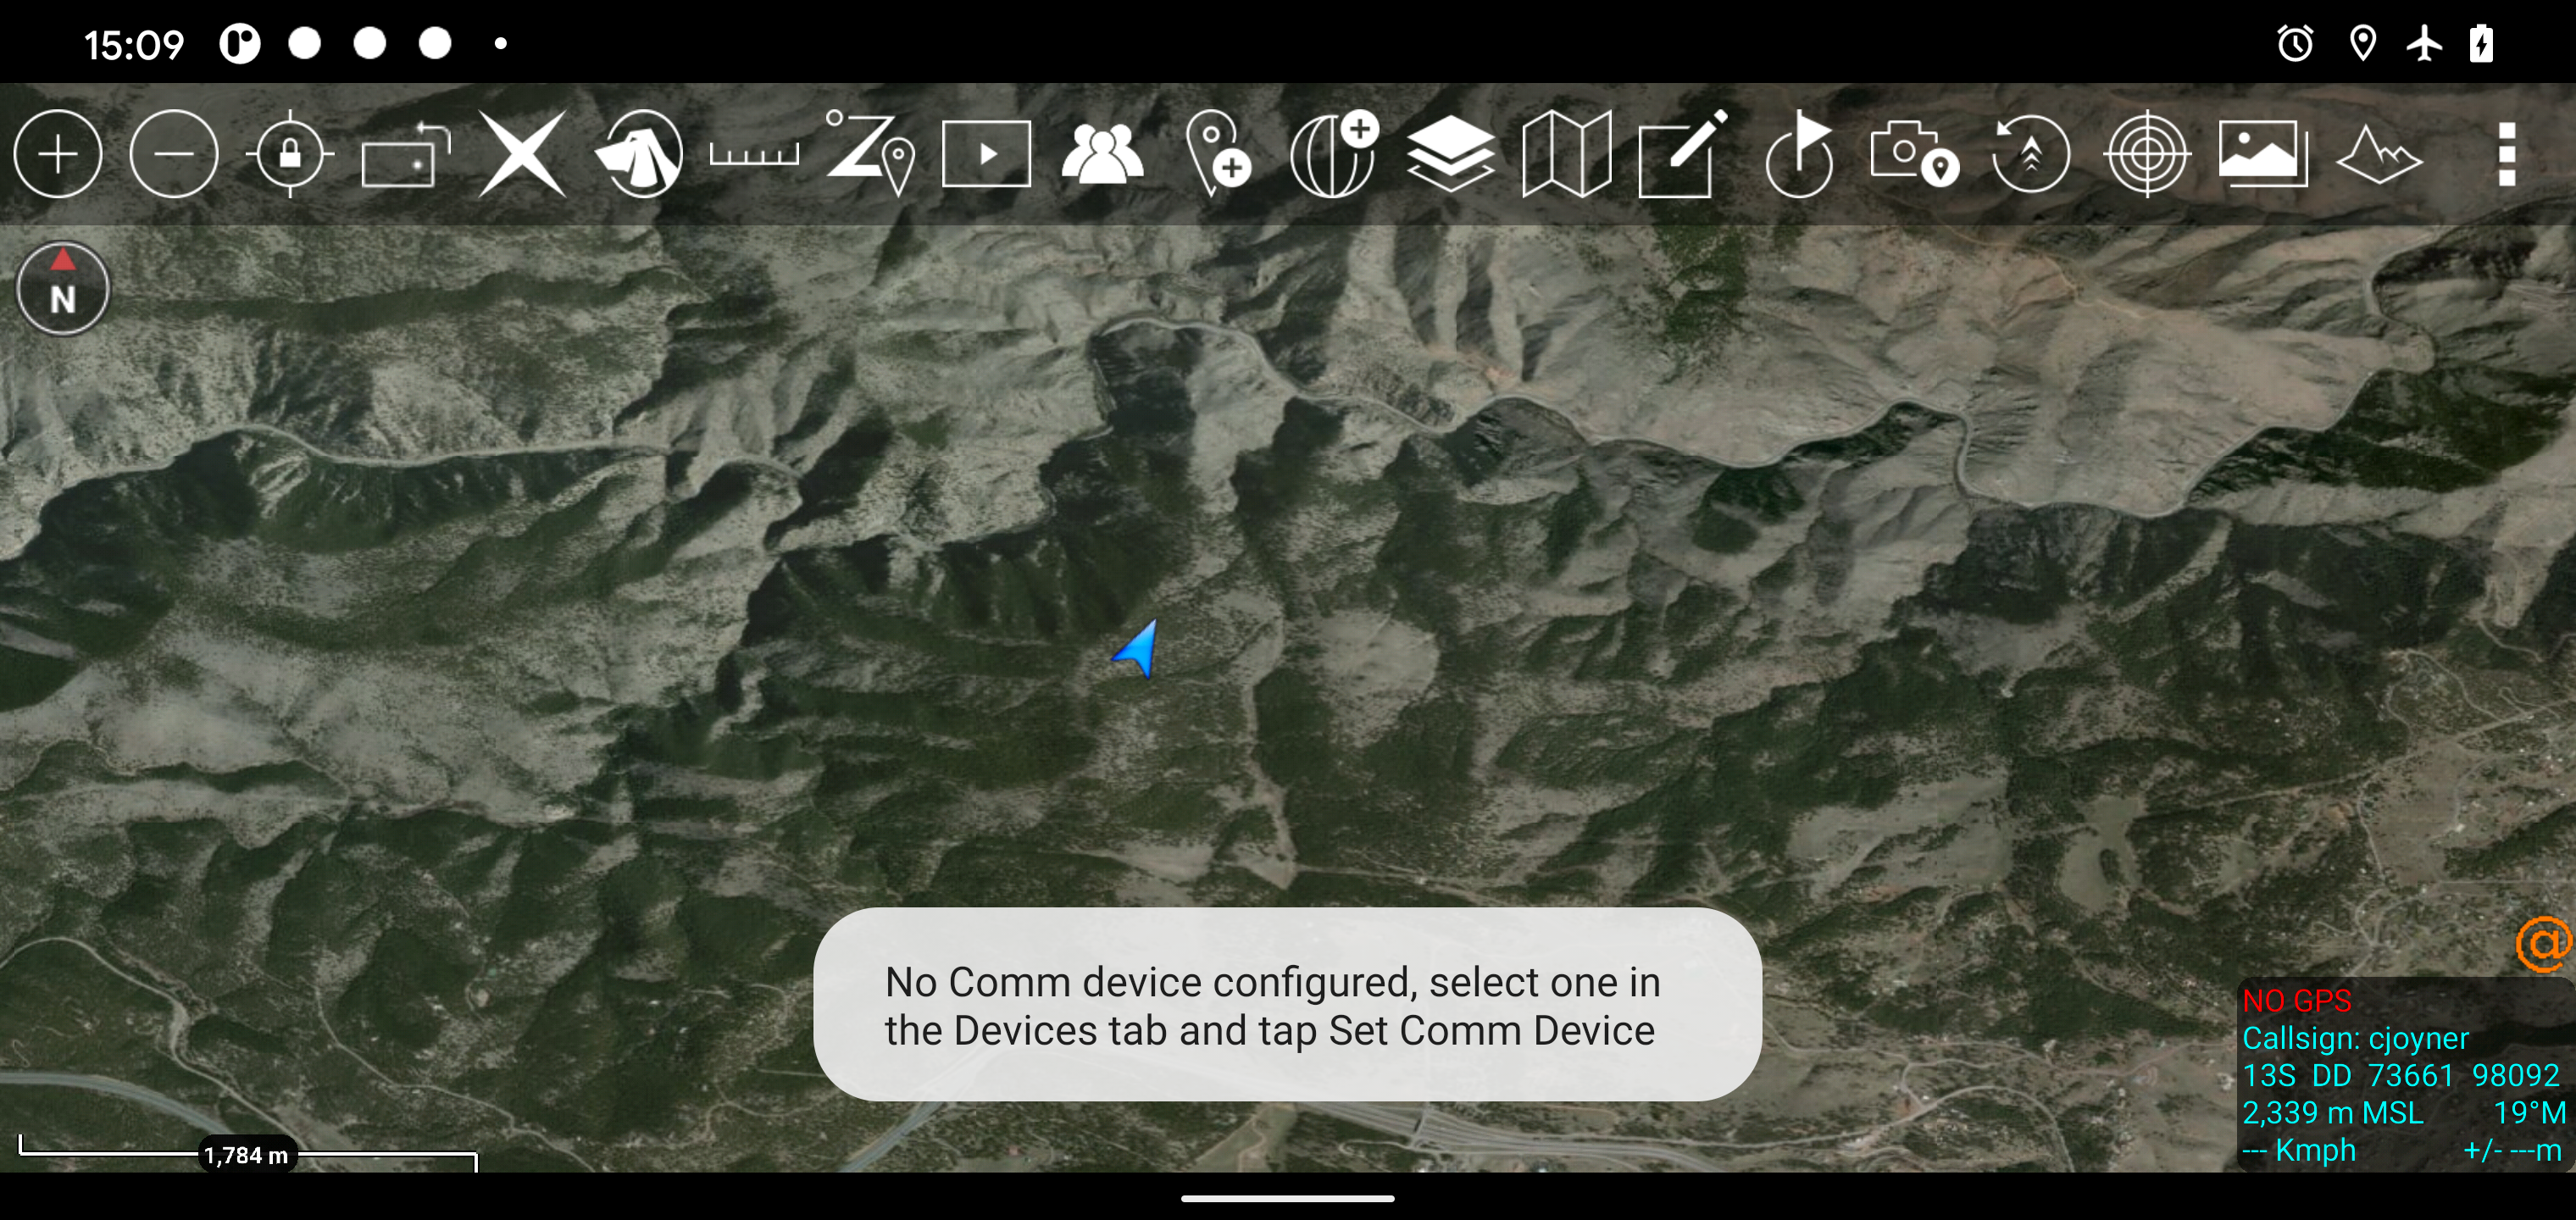 15:09
N
No Comm device configured, select one in
the Devices tab and tap Set Comm Device
@
NO GPS
Callsign: cjoyner
13S DD 73661 98092
2,339 m MSL 19°M
--- Kmph +/- ---m
1,784 m